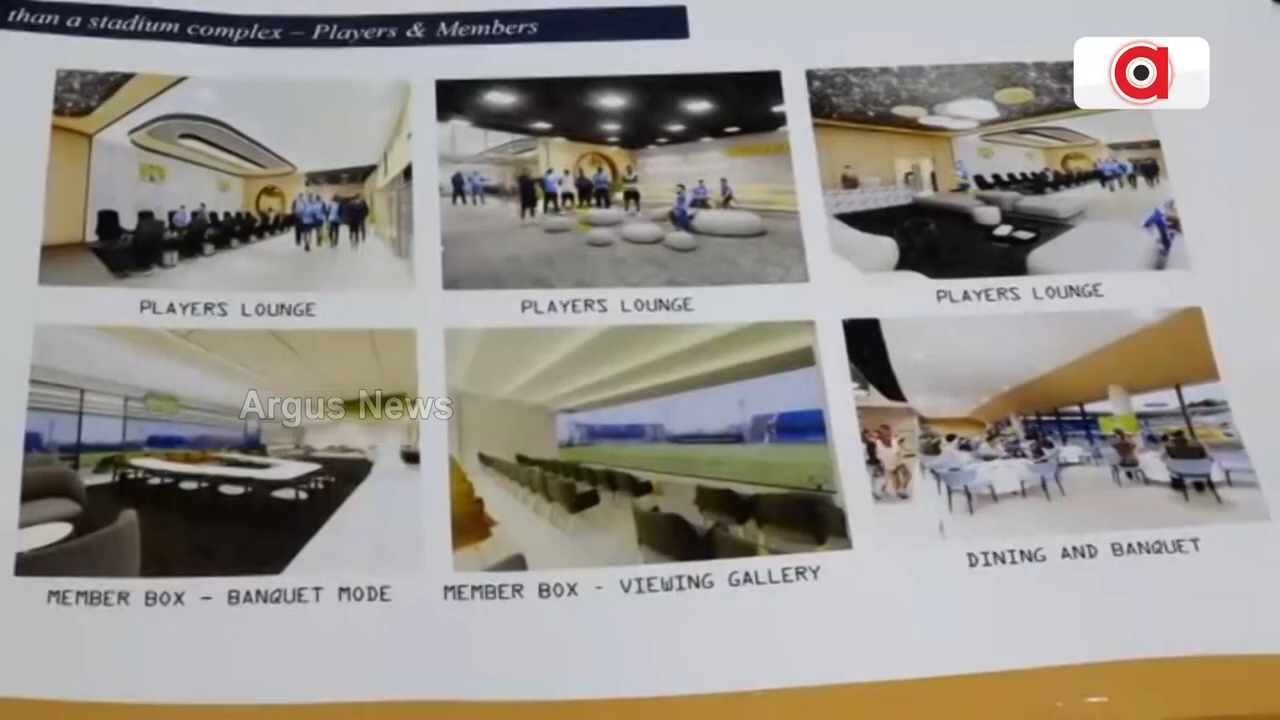 than a stadium complex – Players & Members
PLAYERS LOUNGE
PLAYERS LOUNGE
PLAYERS LOUNGE
Argus News
MEMBER BOX – BANQUET MODE
MEMBER BOX - VIEWING GALLERY
DINING AND BANQUET